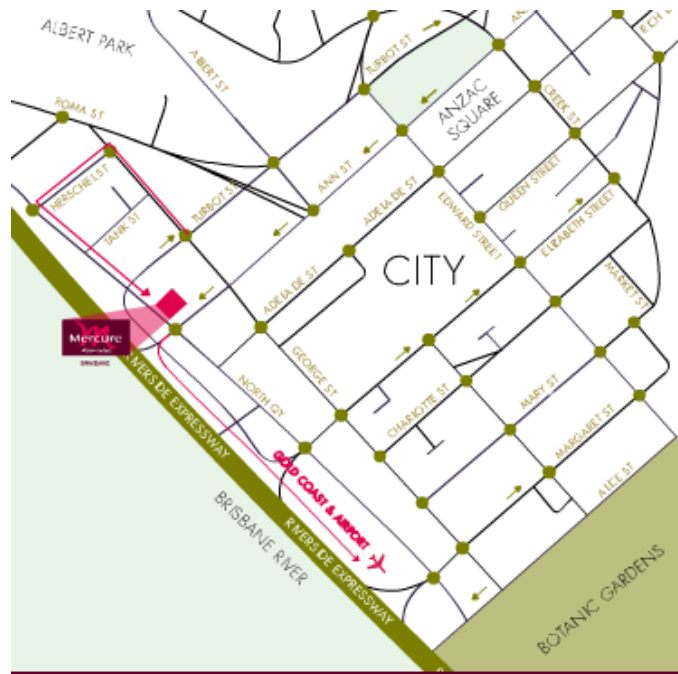 ALBERT PARK
TURBOT ST
ALBERT ST
ANZAC
SQUARE
CREEK ST
ROMA ST
HERSCHEL ST
TANK ST
TURBOT ST
ANN ST
ADELAIDE ST
EDWARD STREET
QUEEN STREET
ELIZABETH STREET
CITY
MARKET ST
ADELAIDE ST
Mercure
BRISBANE
GEORGE ST
NORTH QY
CHARLOTTE ST
MARY ST
MARGARET ST
ALICE ST
RIVERSIDE EXPRESSWAY
GOLD COAST & AIRPORT
BRISBANE RIVER
RIVERSIDE EXPRESSWAY
BOTANIC GARDENS